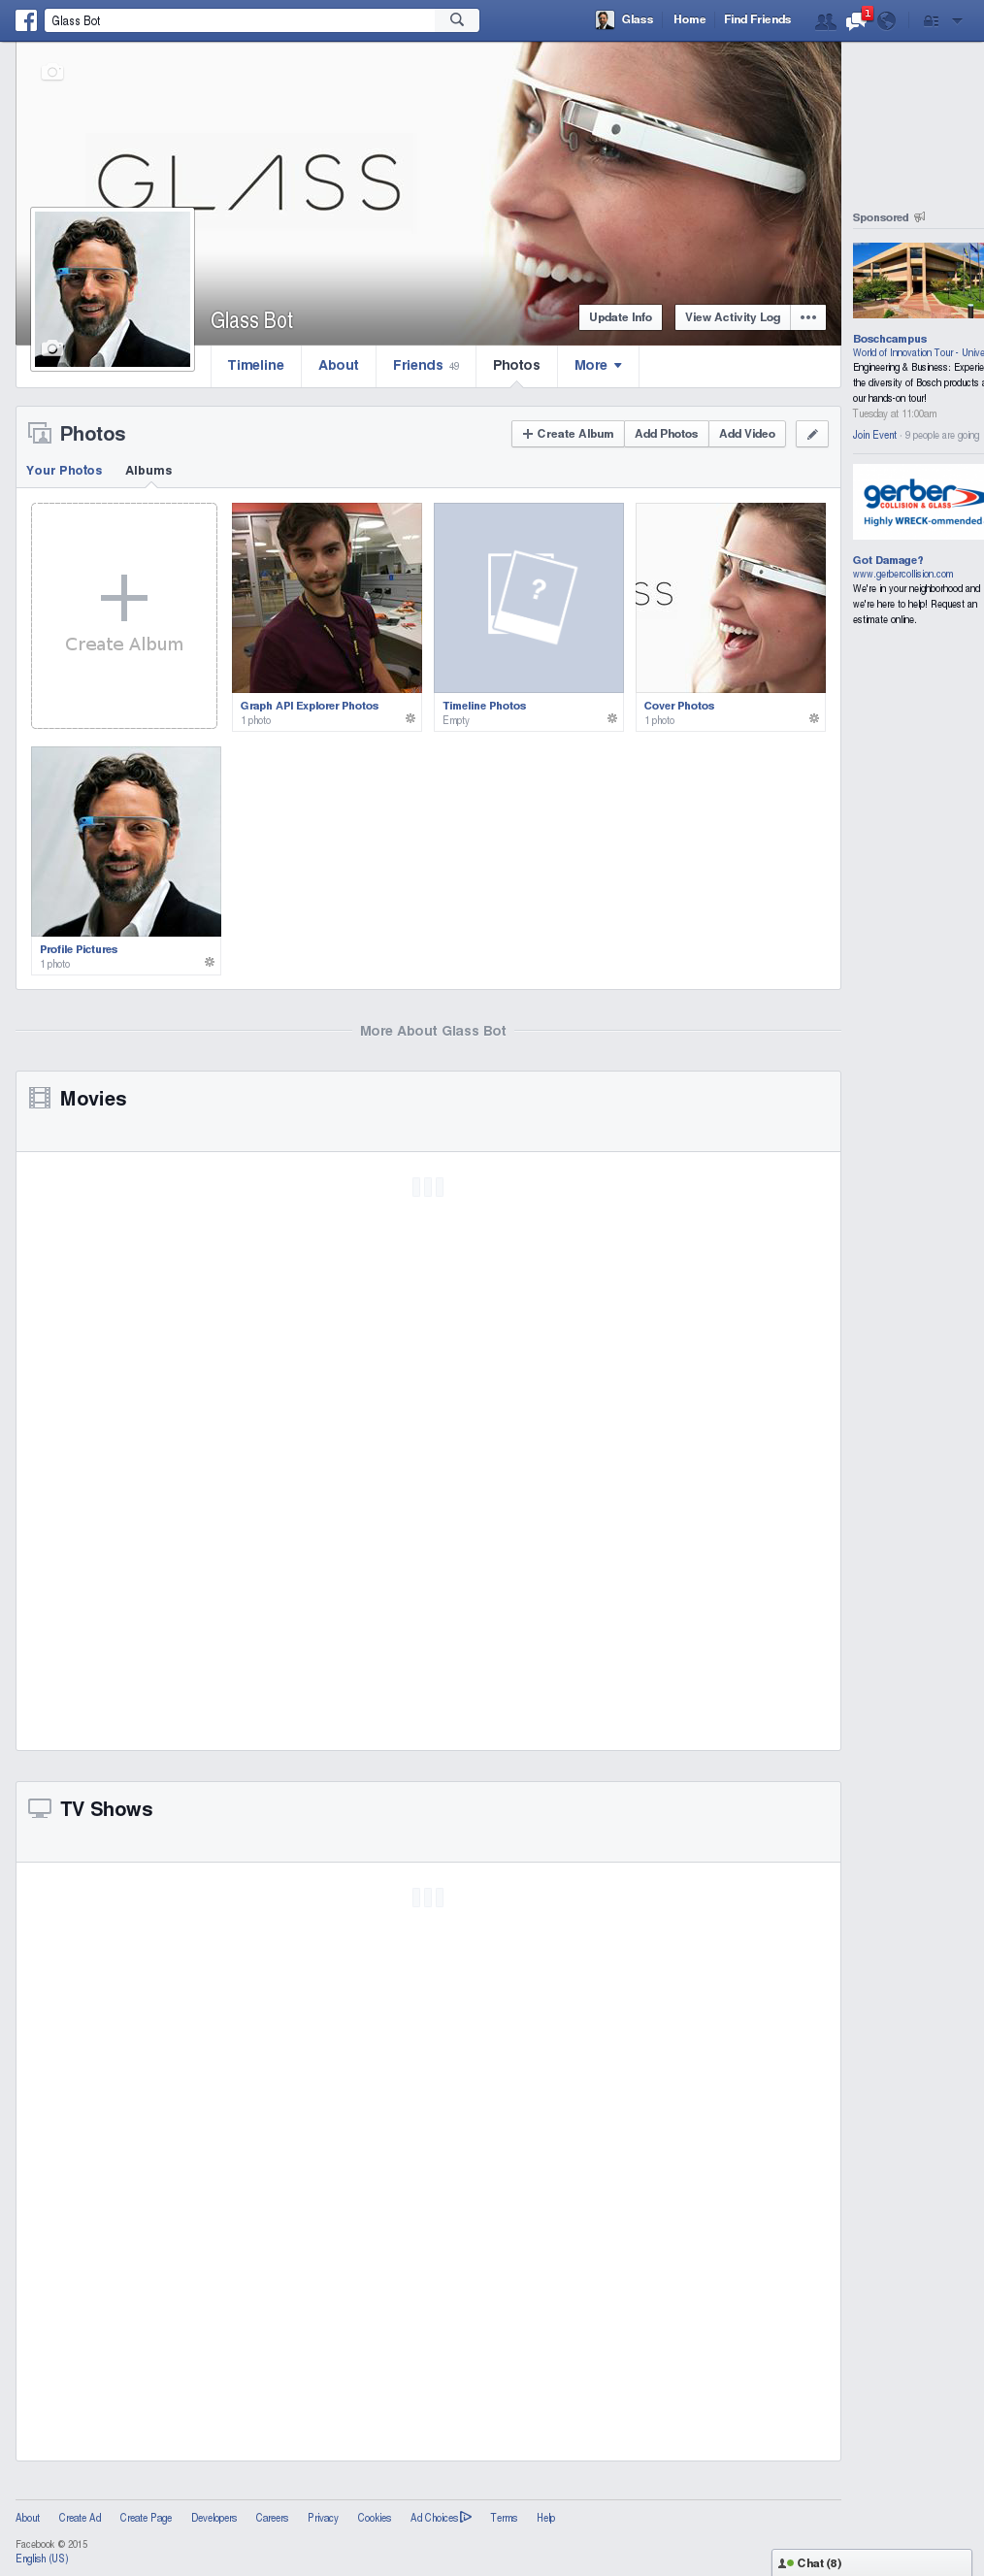 Glass Bot
Glass
Home
Find Friends
1
GLASS
Glass Bot
Update Info
View Activity Log
Timeline
About
Friends 49
Photos
More
Sponsored
Boschcampus
World of Innovation Tour - Unive
Engineering & Business: Experie
the diversity of Bosch products a
our hands-on tour!
Tuesday at 11:00am
Join Event · 9 people are going
gerber
COLLISION & GLASS
Highly WRECK-ommended
Got Damage?
www.gerbercollision.com
We're in your neighborhood and
we're here to help! Request an
estimate online.
Photos
+ Create Album
Add Photos
Add Video
Your Photos
Albums
Create Album
?
SS
Graph API Explorer Photos
1 photo
Timeline Photos
Empty
Cover Photos
1 photo
Profile Pictures
1 photo
More About Glass Bot
Movies
TV Shows
About
Create Ad
Create Page
Developers
Careers
Privacy
Cookies
Ad Choices
Terms
Help
Facebook © 2015
English (US)
Chat (8)